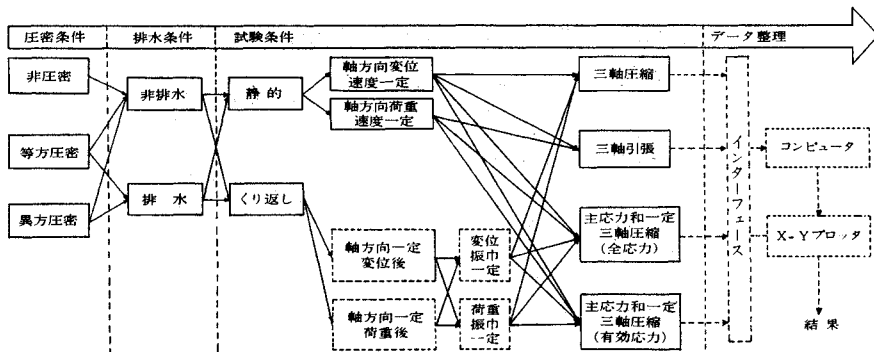 圧密条件
排水条件
試験条件
データ整理
非圧密
等方圧密
異方圧密
非排水
排水
静的
くり返し
軸方向変位
速度一定
軸方向荷重
速度一定
軸方向一定
変位後
軸方向一定
荷重後
変位
振巾
一定
荷重
振巾
一定
三軸圧縮
三軸引張
主応力和一定
三軸圧縮
(全応力)
主応力和一定
三軸圧縮
(有効応力)
インターフェース
コンピュータ
X-Yプロッタ
結果